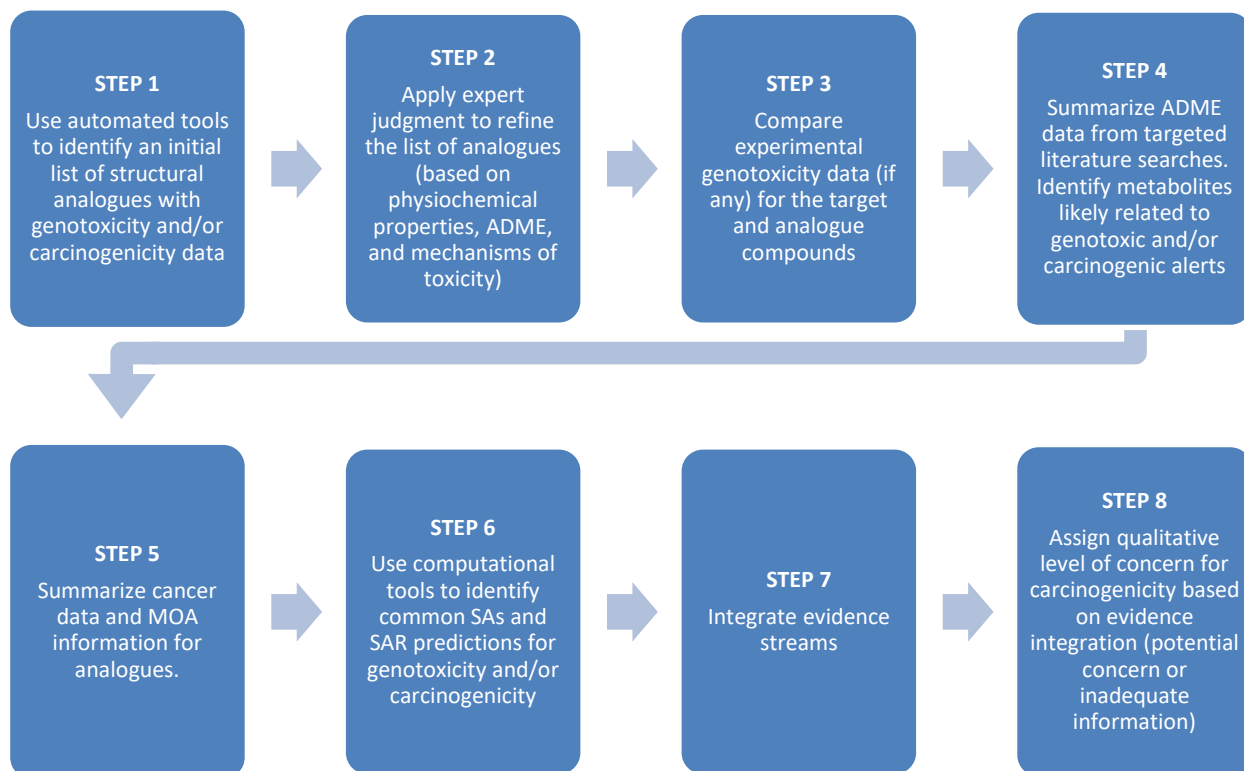 STEP 1
Use automated tools
to identify an initial
list of structural
analogues with
genotoxicity and/or
carcinogenicity data
STEP 2
Apply expert
judgment to refine
the list of analogues
(based on
physiochemical
properties, ADME,
and mechanisms of
toxicity)
STEP 3
Compare
experimental
genotoxicity data (if
any) for the target
and analogue
compounds
STEP 4
Summarize ADME
data from targeted
literature searches.
Identify metabolites
likely related to
genotoxic and/or
carcinogenic alerts
STEP 5
Summarize cancer
data and MOA
information for
analogues.
STEP 6
Use computational
tools to identify
common SAs and
SAR predictions for
genotoxicity and/or
carcinogenicity
STEP 7
Integrate evidence
streams
STEP 8
Assign qualitative
level of concern for
carcinogenicity based
on evidence
integration (potential
concern or
inadequate
information)